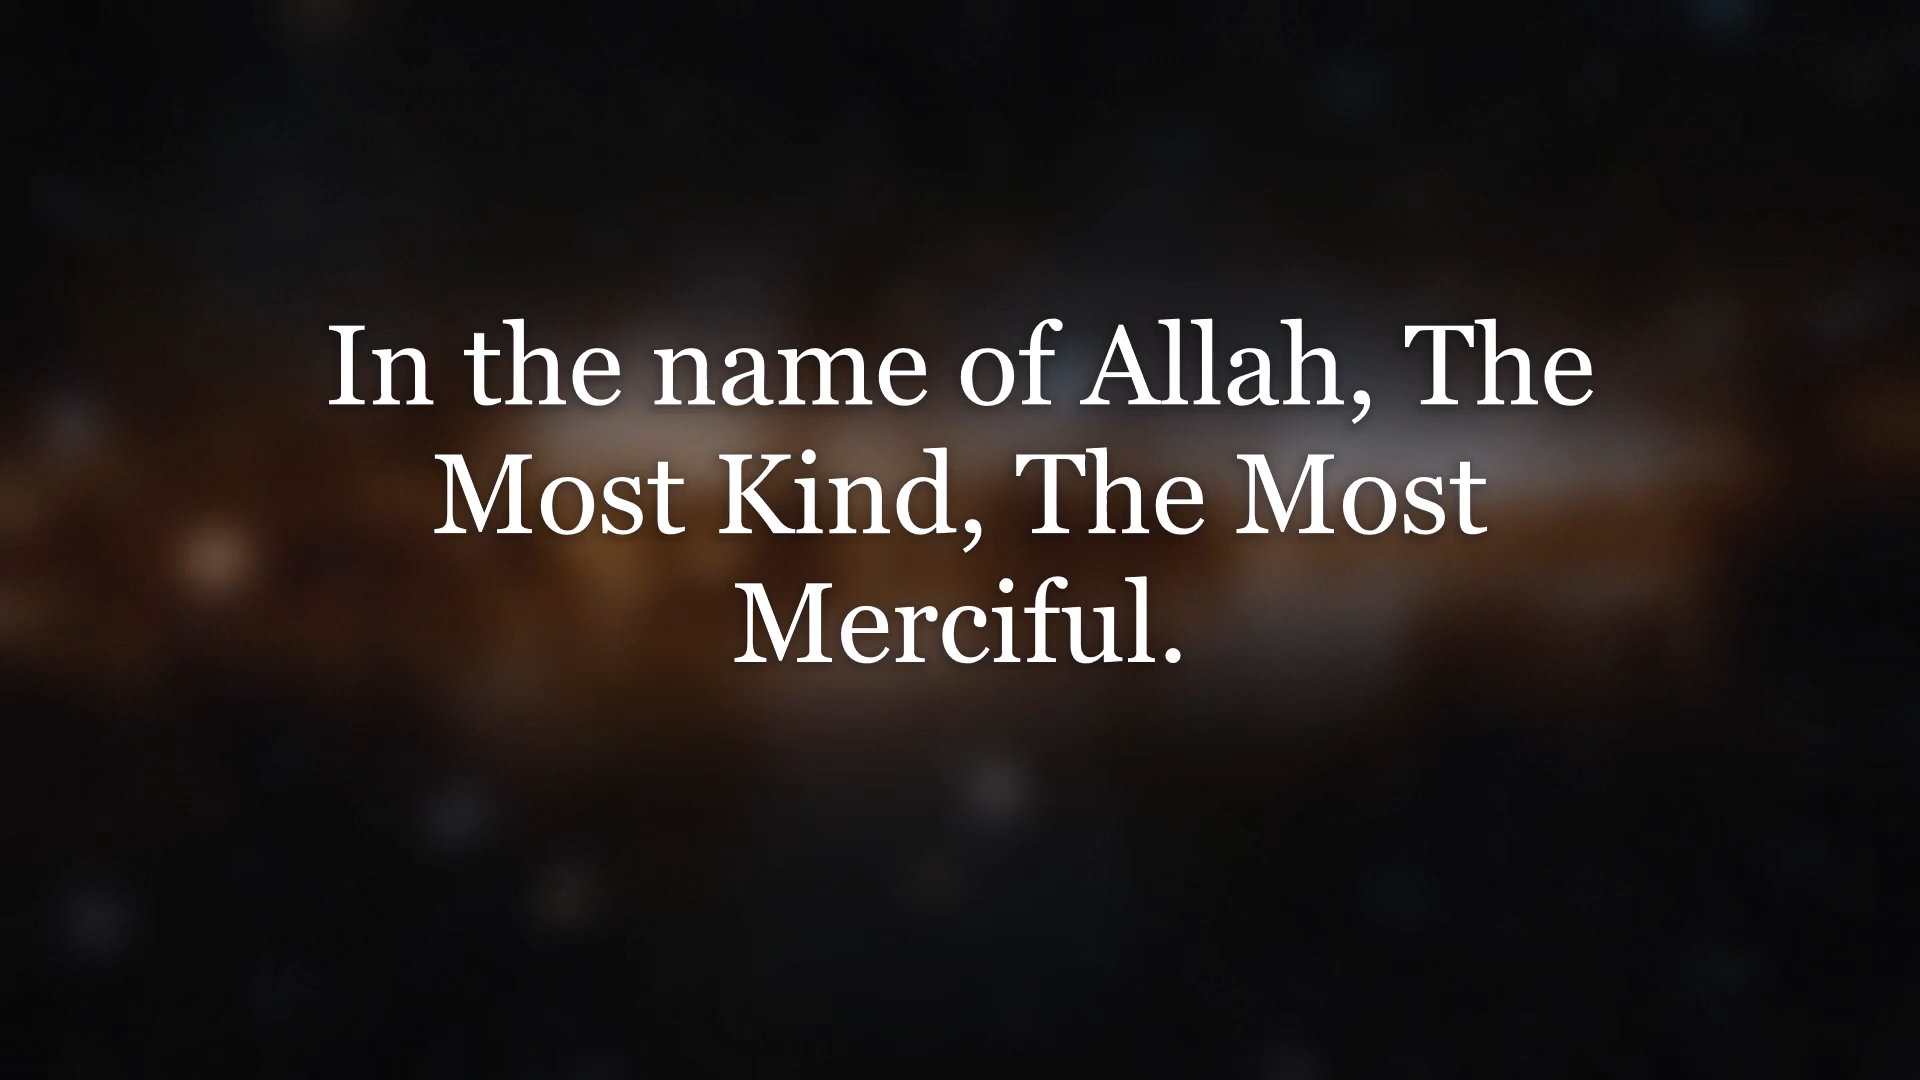 In the name of Allah, The
Most Kind, The Most
Merciful.